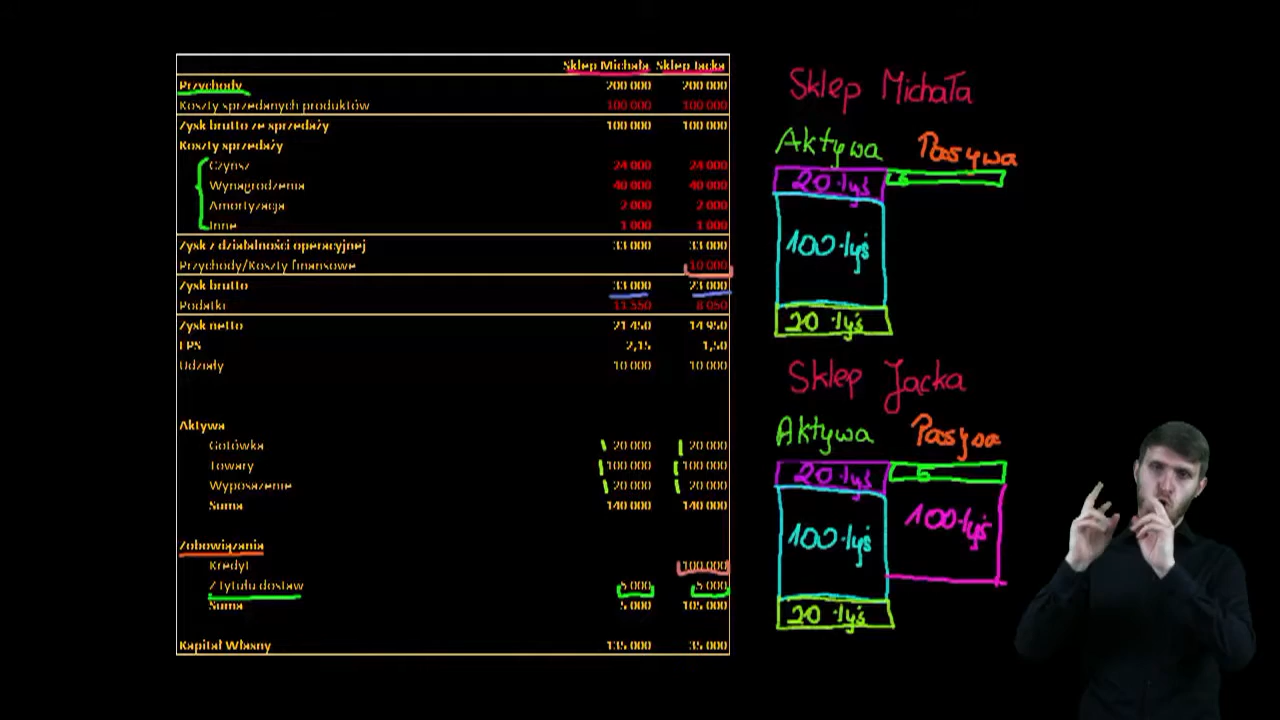 Sklep Michała Sklep Jacka
Przychody 200 000 200 000
Koszty sprzedanych produktów 100 000 100 000
Zysk brutto ze sprzedaży 100 000 100 000
Koszty sprzedaży
Czynsz 24 000 24 000
Wynagrodzenia 40 000 40 000
Amortyzacja 2 000 2 000
Inne 1 000 1 000
Zysk z działalności operacyjnej 33 000 33 000
Przychody/Koszty finansowe 10 000
Zysk brutto 33 000 23 000
Podatki 11 550 8 050
Zysk netto 21 450 14 950
EPS 2,15 1,50
Udziały 10 000 10 000
Aktywa
Gotówka 20 000 20 000
Towary 100 000 100 000
Wyposażenie 20 000 20 000
Suma 140 000 140 000
Zobowiązania
Kredyt 100 000
Z tytułu dostaw 5 000 5 000
Suma 5 000 105 000
Kapitał Własny 135 000 35 000
Sklep Michała
Aktywa Pasywa
20 tyś 5
100 tyś
20 tyś
Sklep Jacka
Aktywa Pasywa
20 tyś 5
100 tyś 100 tyś
20 tyś